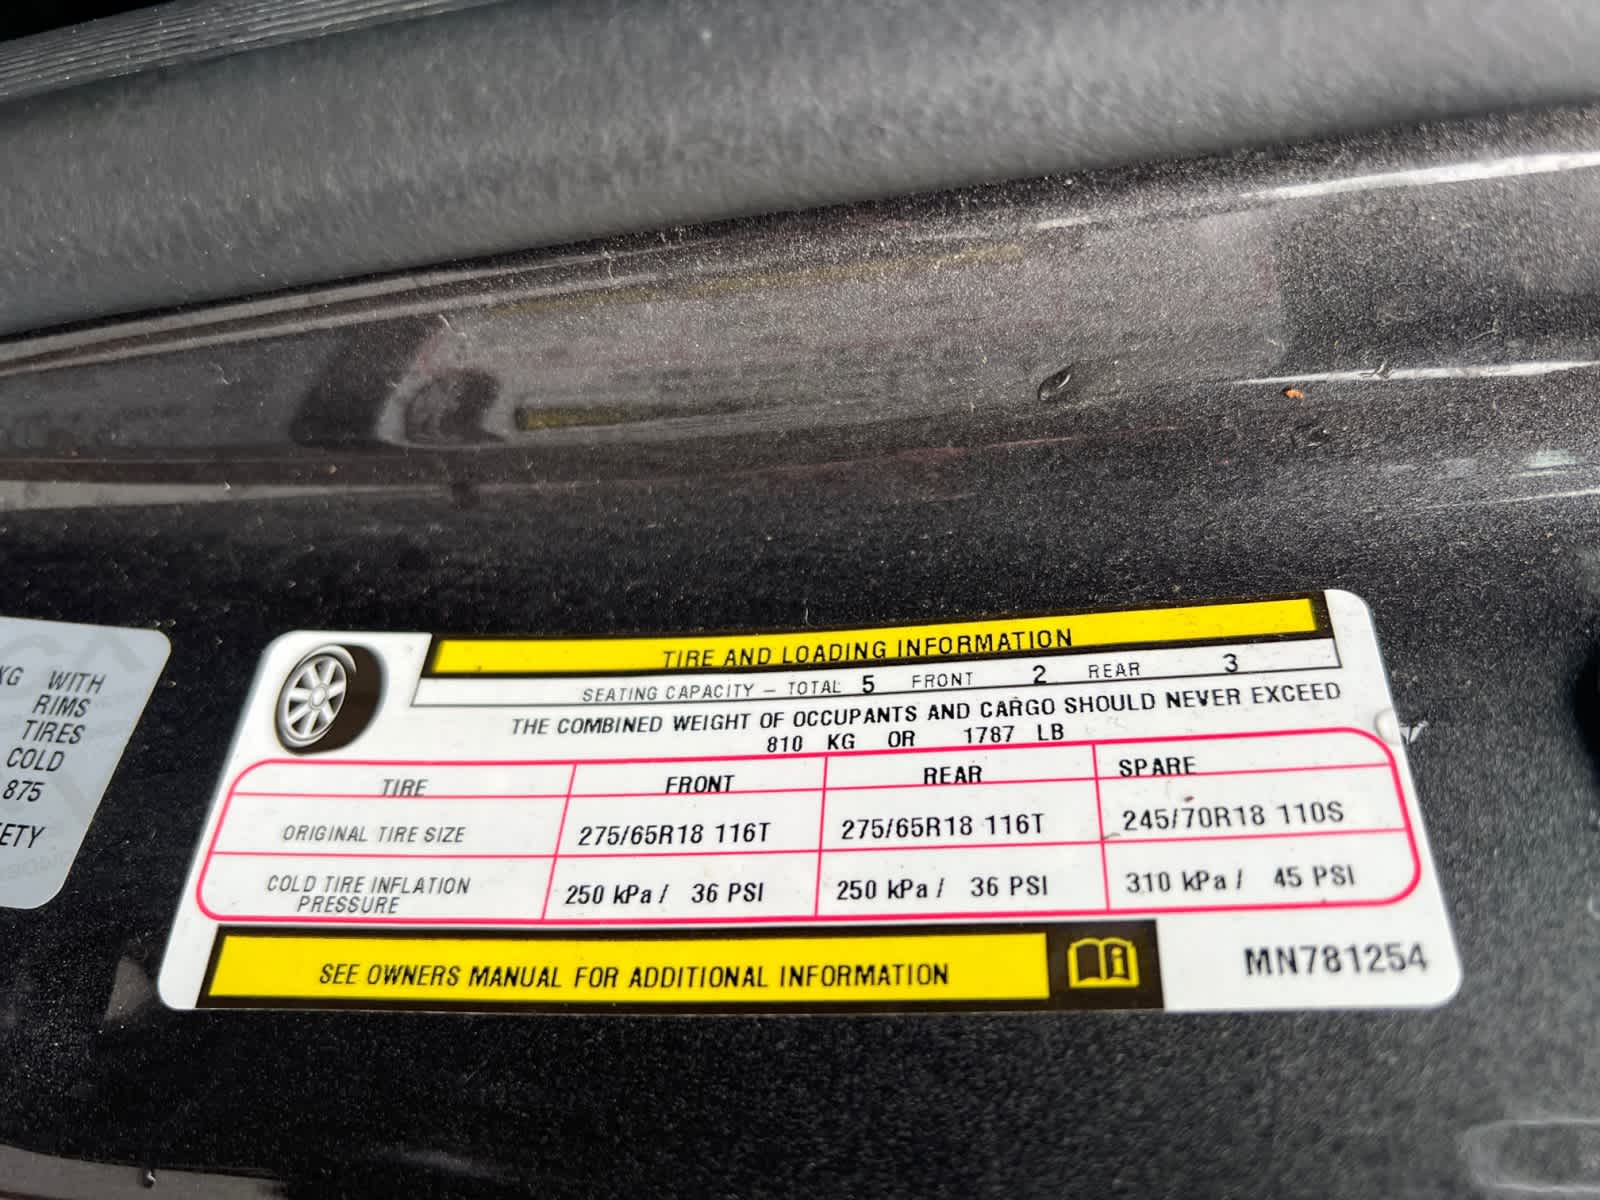 KG WITH
RIMS
TIRES
COLD
875
TIRE AND LOADING INFORMATION
SEATING CAPACITY – TOTAL 5 FRONT 2 REAR 3
THE COMBINED WEIGHT OF OCCUPANTS AND CARGO SHOULD NEVER EXCEED
810 KG OR 1787 LB
TIRE FRONT REAR SPARE
ORIGINAL TIRE SIZE 275/65R18 116T 275/65R18 116T 245/70R18 110S
COLD TIRE INFLATION
PRESSURE 250 kPa / 36 PSI 250 kPa / 36 PSI 310 kPa / 45 PSI
SEE OWNERS MANUAL FOR ADDITIONAL INFORMATION
MN781254